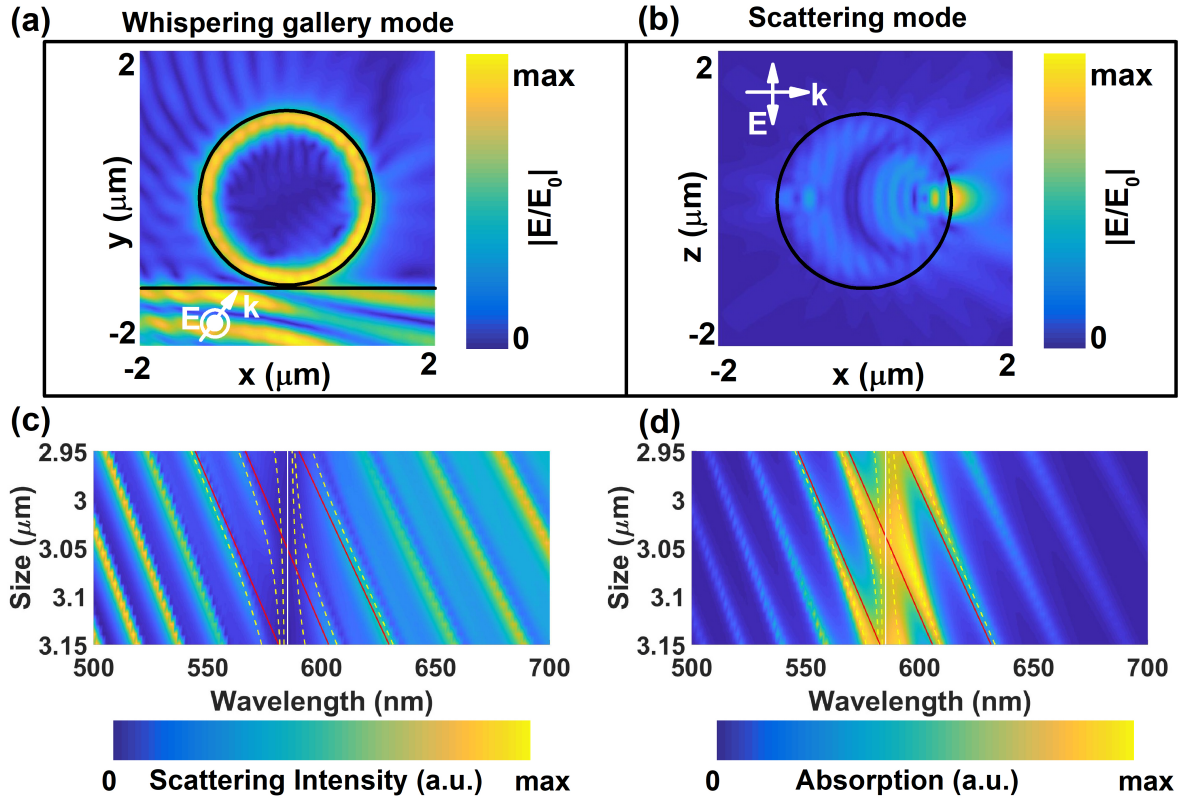 (a) Whispering gallery mode
(b) Scattering mode
2
-2
y (μm)
-2
2
x (μm)
E
k
max
0
|E/E₀|
2
-2
z (μm)
-2
2
x (μm)
k
E
max
0
|E/E₀|
(c)
2.95
3
3.05
3.1
3.15
Size (μm)
500 550 600 650 700
Wavelength (nm)
0 Scattering Intensity (a.u.) max
(d)
2.95
3
3.05
3.1
3.15
Size (μm)
500 550 600 650 700
Wavelength (nm)
0 Absorption (a.u.) max